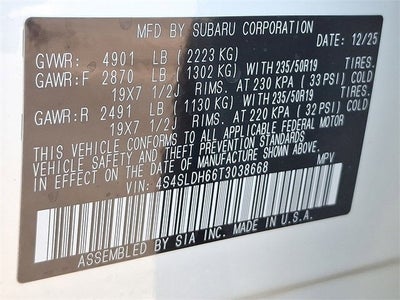 MFD BY SUBARU CORPORATION
DATE: 12/25
GVWR: 4901 LB (2223 KG)
GAWR:F 2870 LB (1302 KG) WITH 235/50R19 TIRES.
19X7 1/2J RIMS, AT 230 KPA (33 PSI) COLD
GAWR:R 2491 LB (1130 KG) WITH 235/50R19 TIRES.
19X7 1/2J RIMS, AT 220 KPA (32 PSI) COLD
THIS VEHICLE CONFORMS TO ALL APPLICABLE FEDERAL MOTOR
VEHICLE SAFETY AND THEFT PREVENTION STANDARDS IN
EFFECT ON THE DATE OF MANUFACTURE SHOWN ABOVE.
VIN: 4S4SLDH66T3038668 MPV
ASSEMBLED BY SIA INC. MADE IN U.S.A.